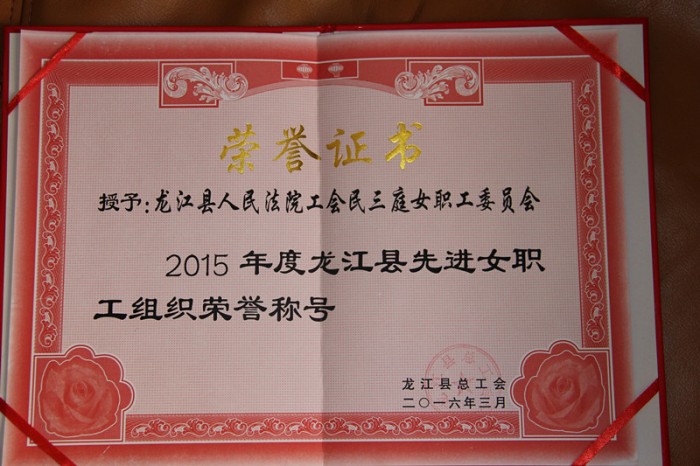 荣誉证书
授予:龙江县人民法院工会民三庭女职工委员会
2015 年度龙江县先进女职
工组织荣誉称号
龙江县总工会
二〇一六年三月